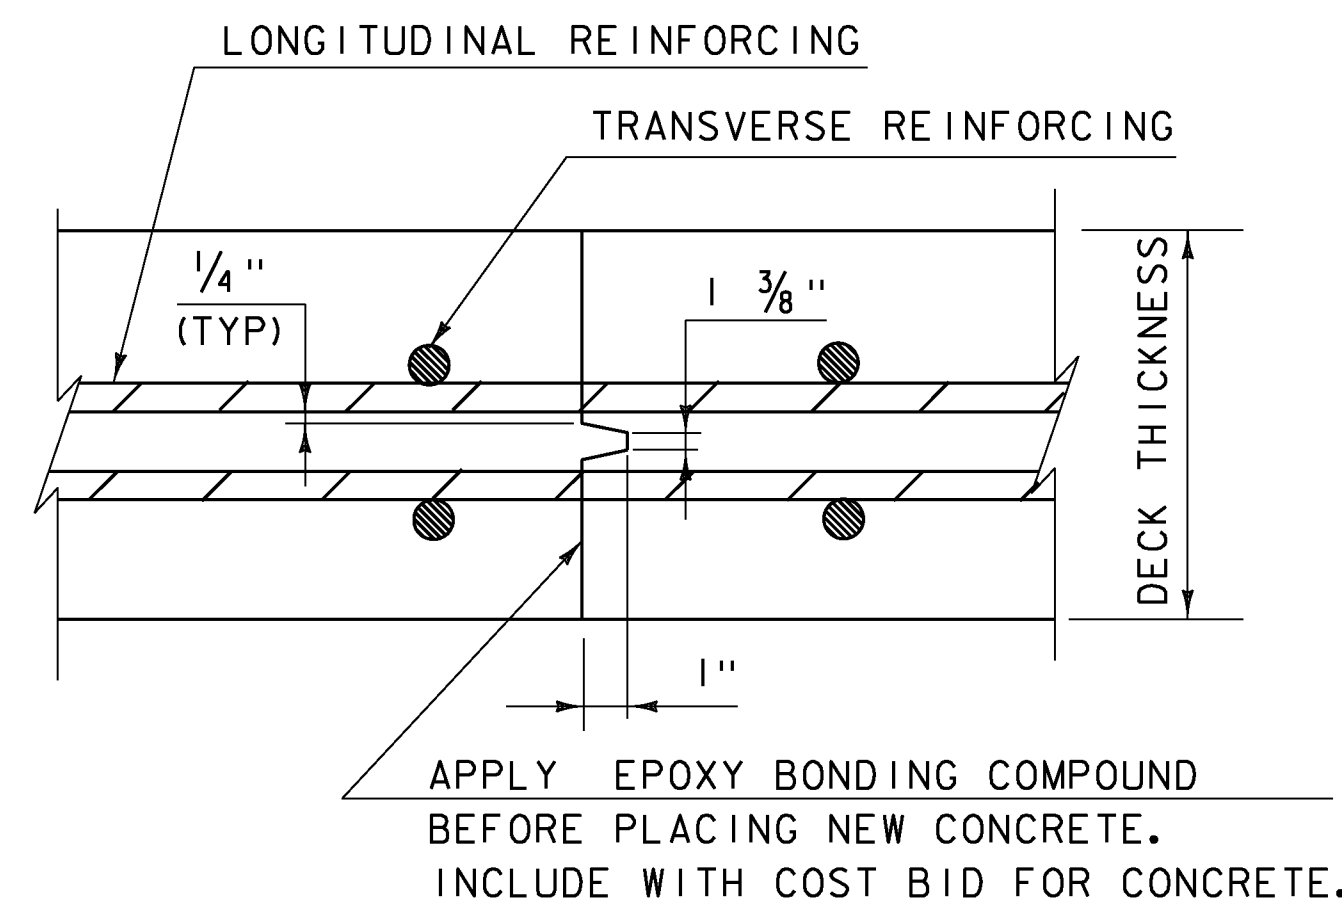 LONGITUDINAL REINFORCING
TRANSVERSE REINFORCING
1/4"
(TYP)
1 3/8"
DECK THICKNESS
1"
APPLY EPOXY BONDING COMPOUND
BEFORE PLACING NEW CONCRETE.
INCLUDE WITH COST BID FOR CONCRETE.